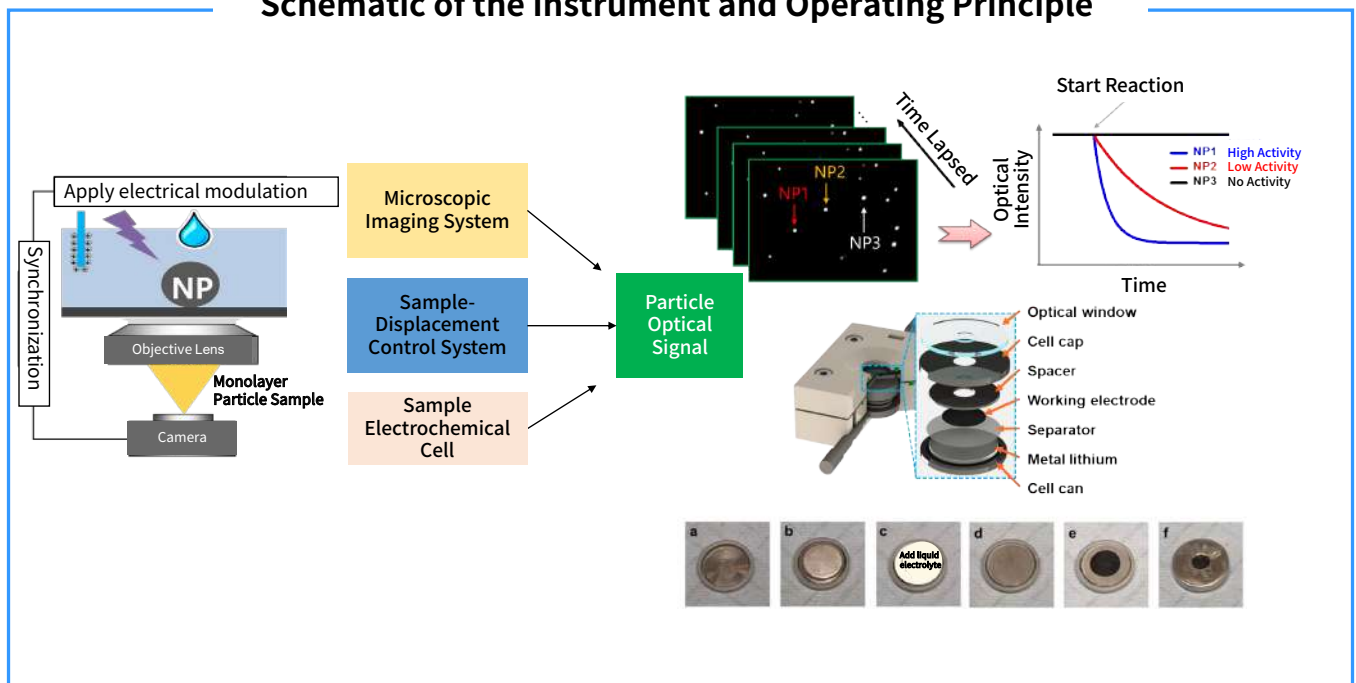 Schematic of the Instrument and Operating Principle
Apply electrical modulation
Synchronization
NP
Objective Lens
Monolayer
Particle Sample
Camera
Microscopic
Imaging System
Sample-
Displacement
Control System
Sample
Electrochemical
Cell
Particle
Optical
Signal
NP1
NP2
NP3
...
Time Lapsed
Start Reaction
Optical
Intensity
NP1 High Activity
NP2 Low Activity
NP3 No Activity
Time
Optical window
Cell cap
Spacer
Working electrode
Separator
Metal lithium
Cell can
a
b
c
d
e
f
Add liquid
electrolyte